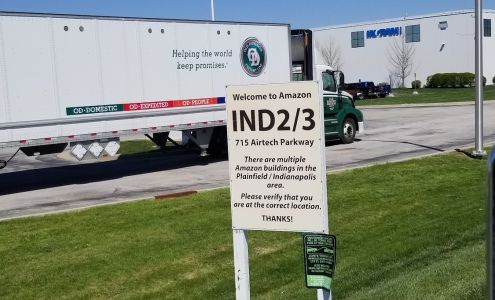 Helping the world
keep promises.
OD
OD•DOMESTIC OD•EXPEDITED OD•PEOPLE
Welcome to Amazon
IND2/3
715 Airtech Parkway
There are multiple
Amazon buildings in the
Plainfield / Indianapolis
area.
Please verify that you
are at the correct location.
THANKS!